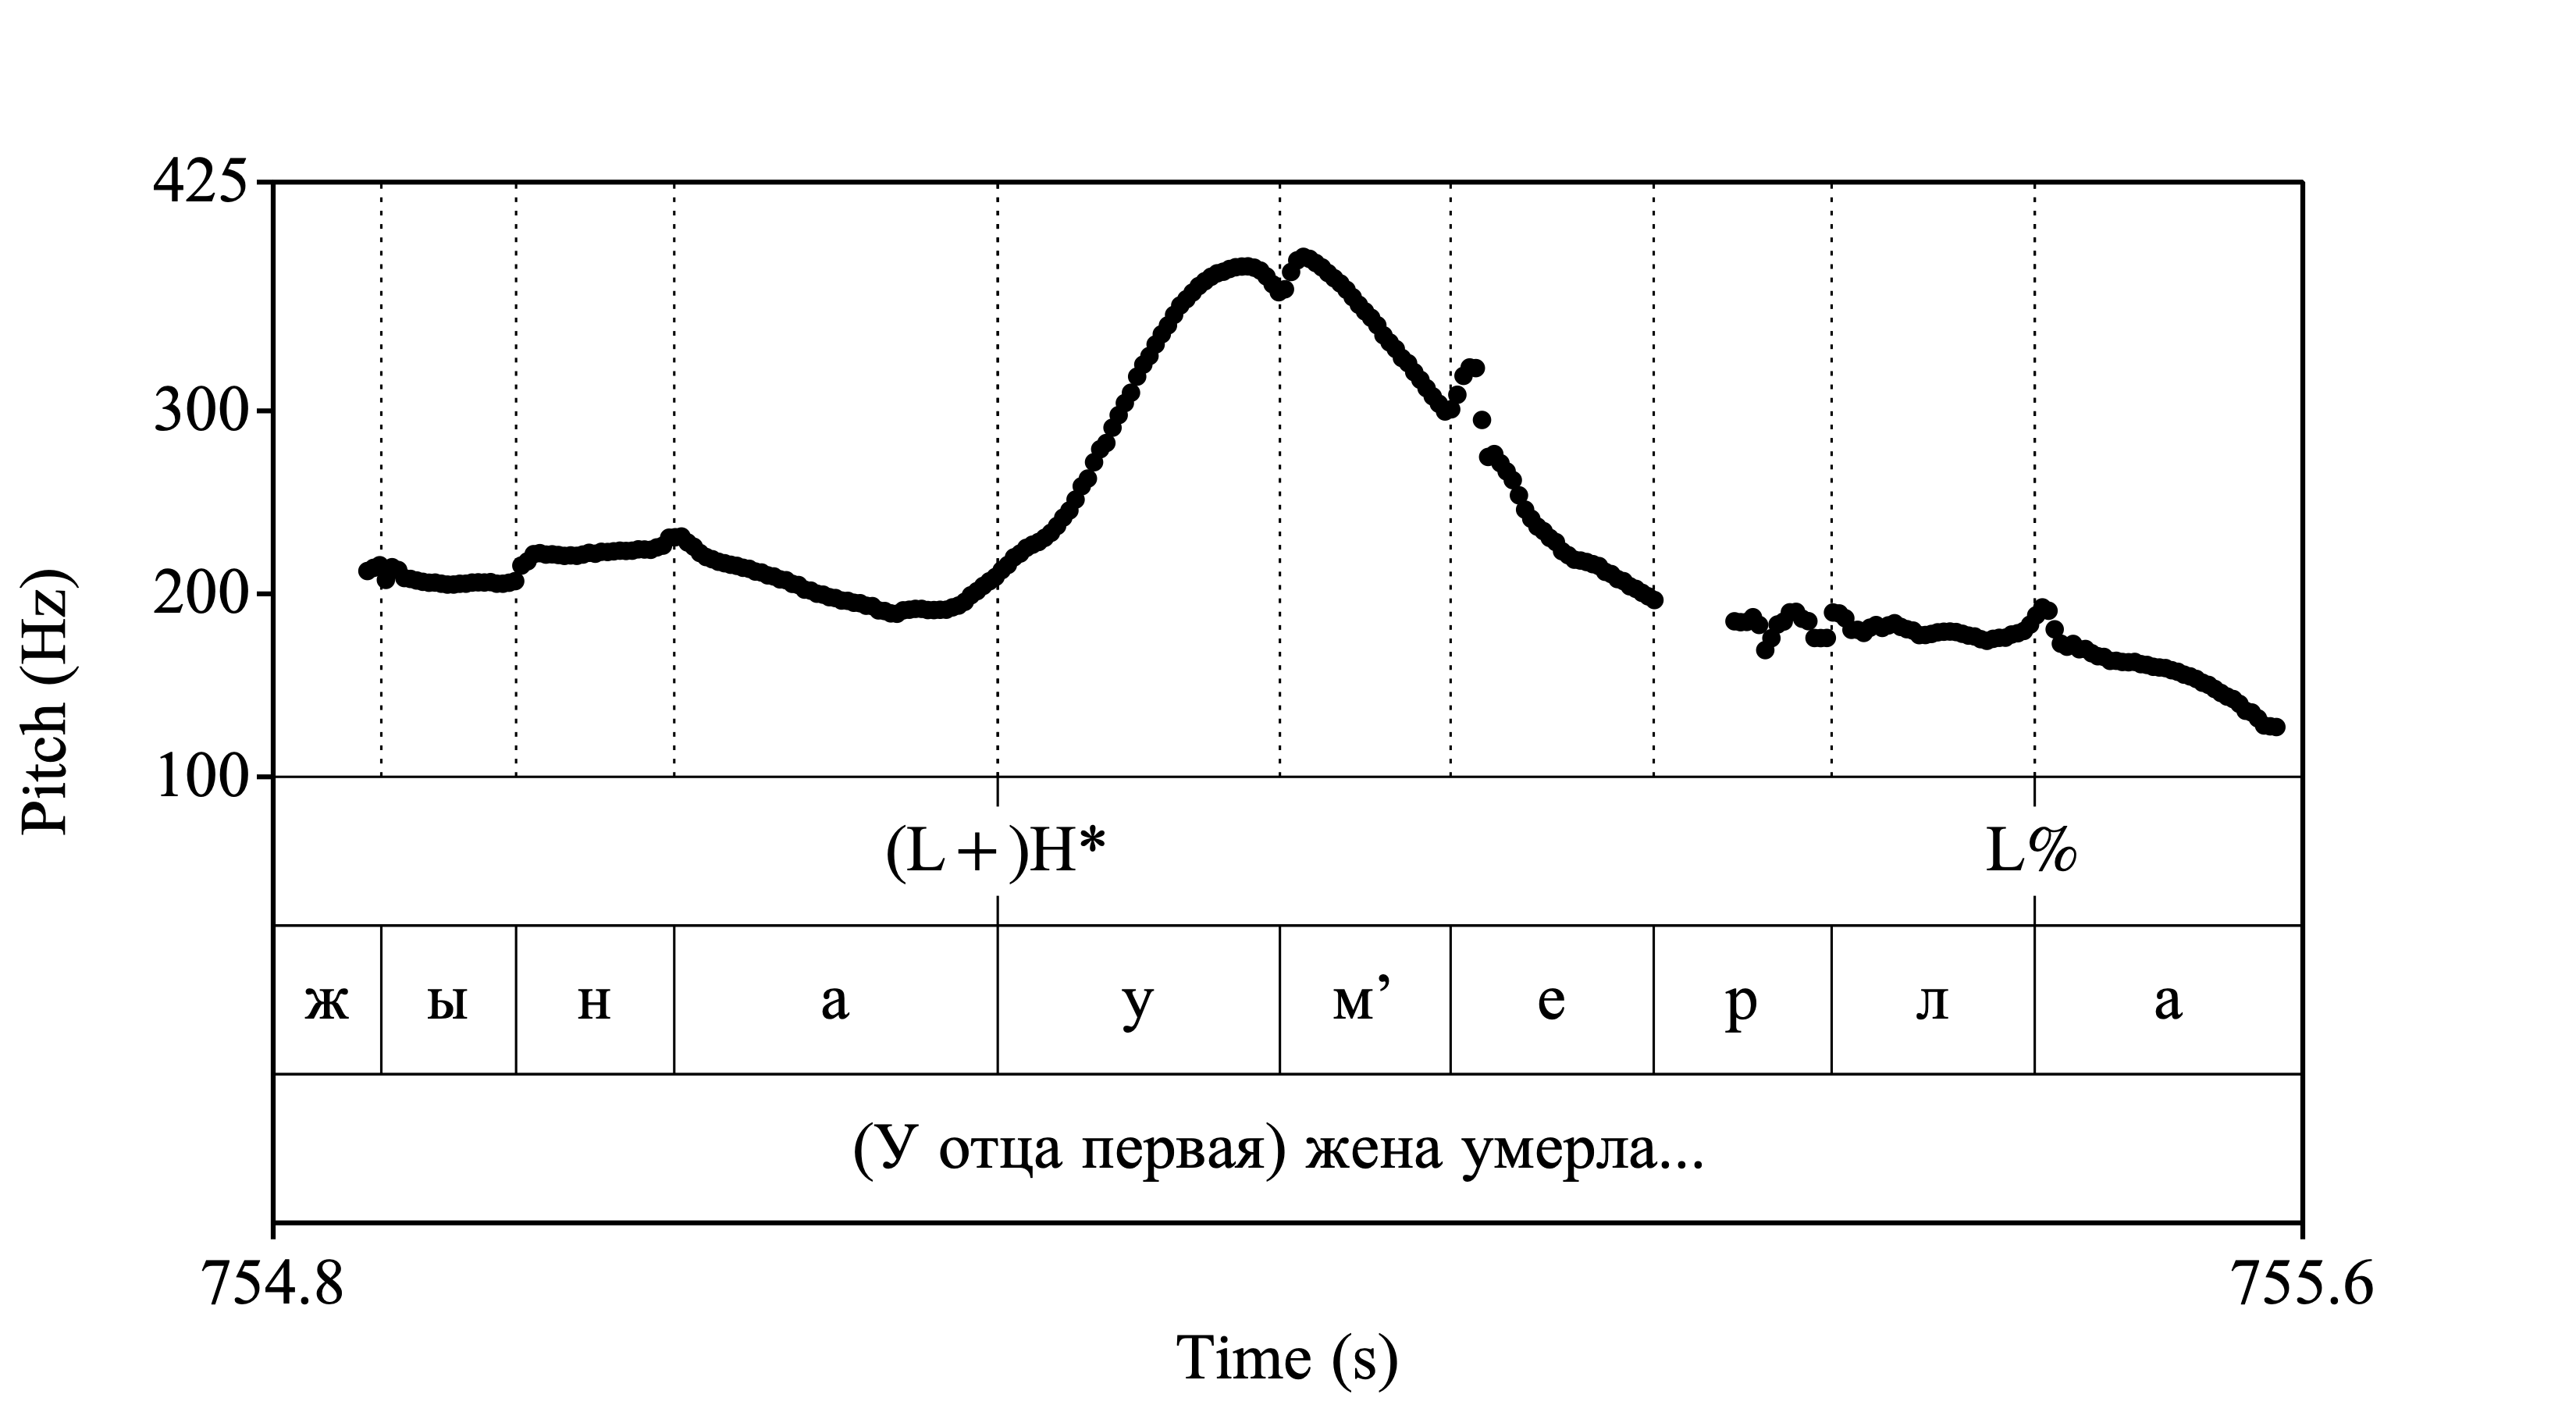 425
300
200
100
Pitch (Hz)
(L+)H* L%
ж ы н а у м’ е р л а
(У отца первая) жена умерла...
754.8 755.6
Time (s)